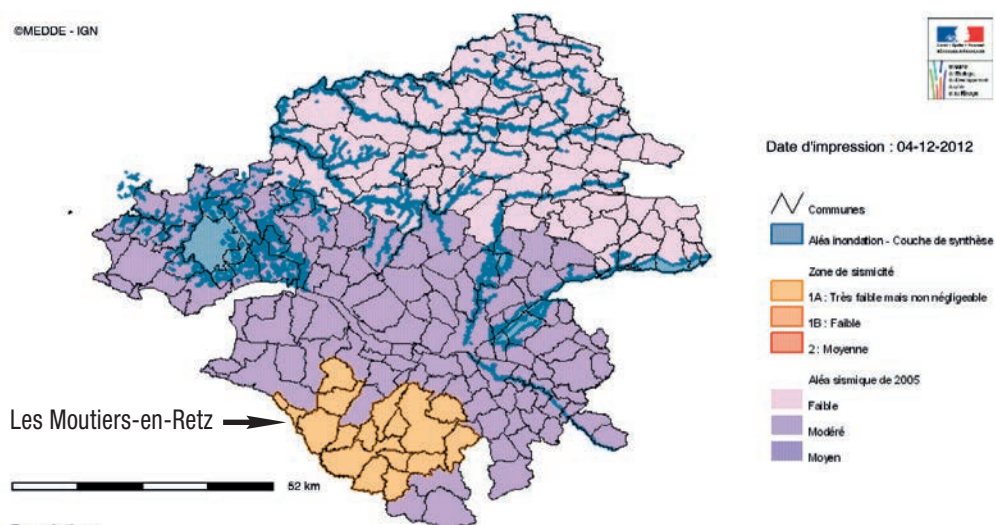 ©MEDDE - IGN
Date d'impression : 04-12-2012
Communes
Aléa inondation - Couche de synthèse
Zone de sismicité
1A : Très faible mais non négligeable
1B : Faible
2 : Moyenne
Aléa sismique de 2005
Faible
Modéré
Moyen
Les Moutiers-en-Retz
52 km